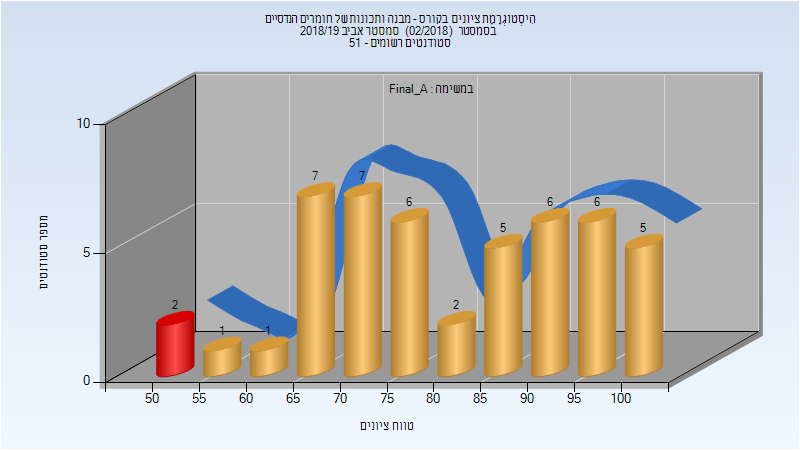 היסְטוֹגְרָמַת ציונים בקורס - מבנה ותכונות של חומרים הנדסיים
בסמסטר (02/2018) סמסטר אביב 2018/19
סטודנטים רשומים - 51
במשימה : Final_A
10
5
0
מספר סטודנטים
2
1
1
7
7
6
2
5
6
6
5
50 55 60 65 70 75 80 85 90 95 100
טווח ציונים